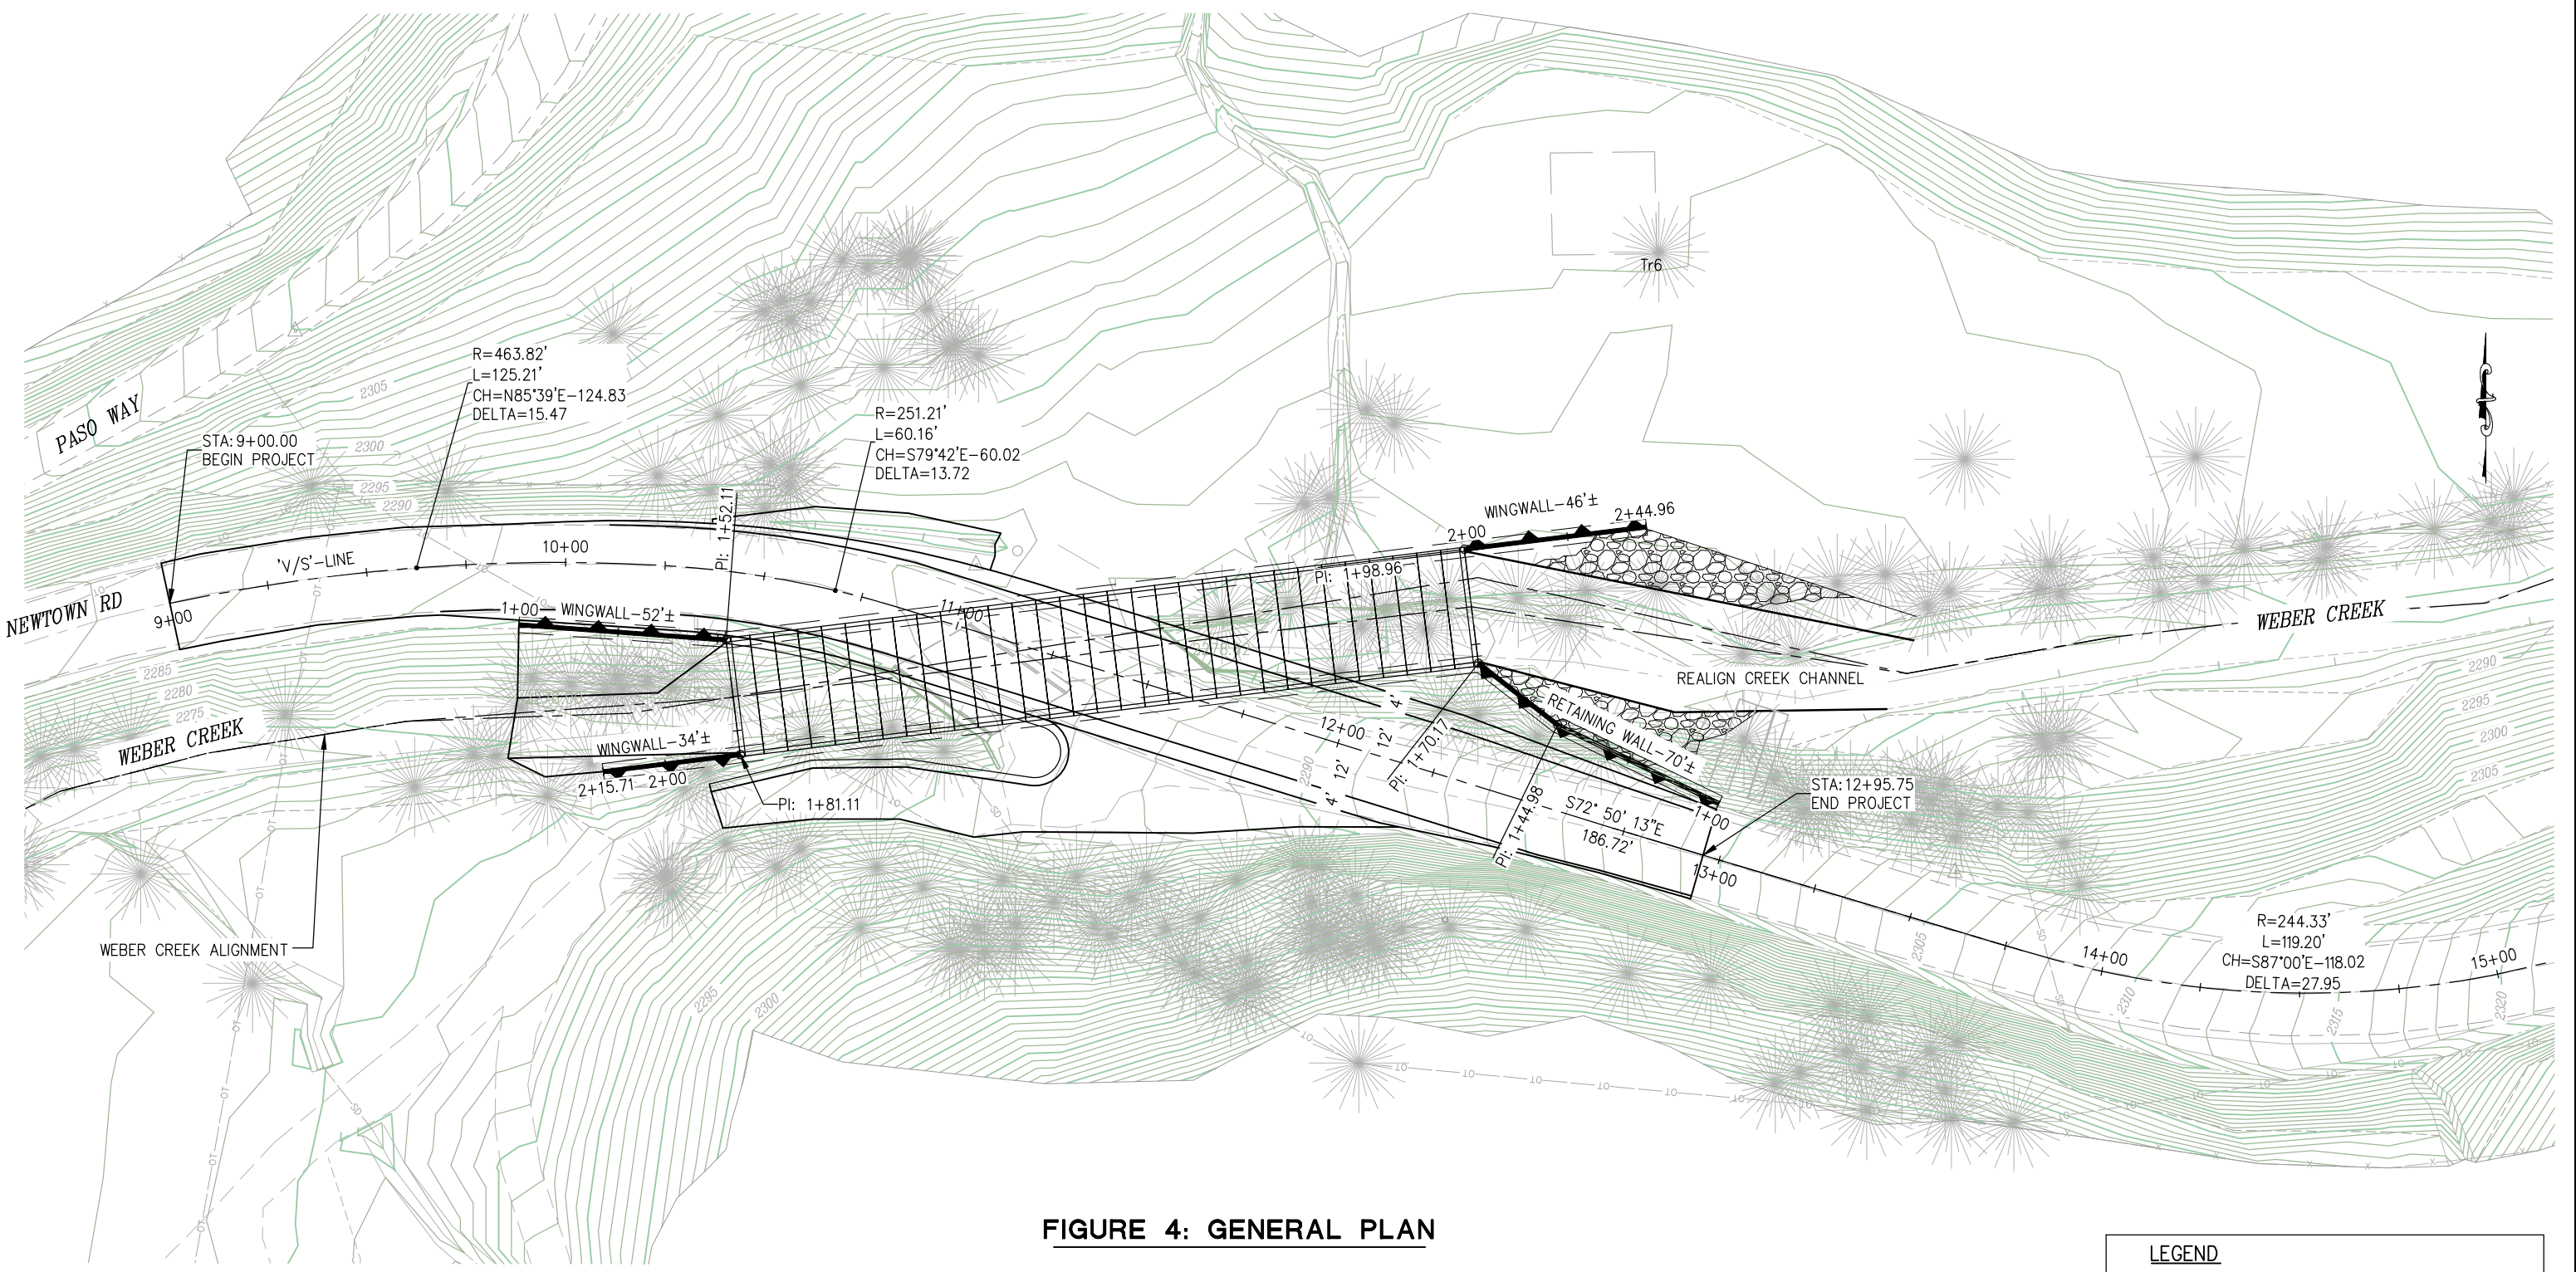 Tr6
R=463.82'
L=125.21'
CH=N85°39'E-124.83
DELTA=15.47
PASO WAY
2305
2300
2295
2290
STA: 9+00.00
BEGIN PROJECT
R=251.21'
L=60.16'
CH=S79°42'E-60.02
DELTA=13.72
PI: 1+52.11
WINGWALL-46'±
2+00
2+44.96
10+00
'V/S'-LINE
NEWTOWN RD
9+00
1+00
WINGWALL-52'±
11+00
PI: 1+98.96
WEBER CREEK
REALIGN CREEK CHANNEL
2285
2280
2275
WEBER CREEK
WINGWALL-34'±
2+15.71
2+00
PI: 1+81.11
12+00
4'
12'
12'
4'
2290
PI: 1+70.17
RETAINING WALL-70'±
PI: 1+44.98
S72° 50' 13"E
186.72'
1+00
STA: 12+95.75
END PROJECT
13+00
2290
2295
2300
2305
WEBER CREEK ALIGNMENT
2295
2300
2305
14+00
2310
R=244.33'
L=119.20'
CH=S87°00'E-118.02
DELTA=27.95
15+00
2315
2320
FIGURE 4: GENERAL PLAN
LEGEND